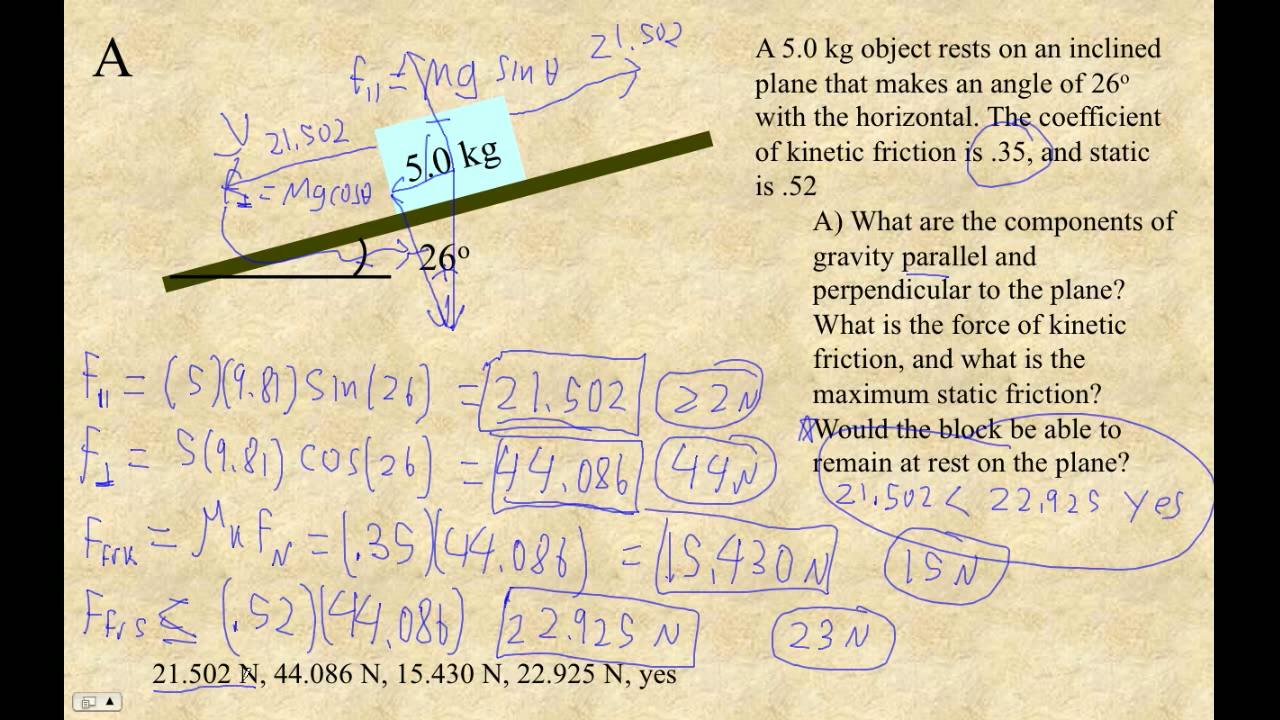 A
F|| = mg sin θ
21.502
21.502
F⊥ = Mg cos θ
5.0 kg
26º
A 5.0 kg object rests on an inclined
plane that makes an angle of 26º
with the horizontal. The coefficient
of kinetic friction is .35, and static
is .52
A) What are the components of
gravity parallel and
perpendicular to the plane?
What is the force of kinetic
friction, and what is the
maximum static friction?
Would the block be able to
remain at rest on the plane?
21.502 < 22.925 yes
F|| = (5)(9.81) sin(26) = 21.502 22N
F⊥ = 5(9.81) cos(26) = 44.086 44N
Ffrk = μk FN = (.35)(44.086) = 15.430 N 15 N
Ffrs ≤ (.52)(44.086) 22.925 N 23 N
21.502 N, 44.086 N, 15.430 N, 22.925 N, yes